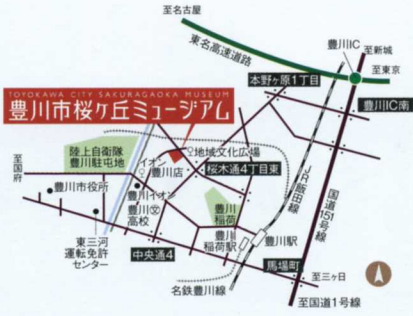 至名古屋
東名高速道路
豊川IC
至新城
至東京
本野ヶ原1丁目
豊川IC南
TOYOKAWA CITY SAKURAGAOKA MUSEUM
豊川市桜ヶ丘ミュージアム
陸上自衛隊
豊川駐屯地
イオン
豊川店
地域文化広場
桜木通4丁目東
JR飯田線
国道151号線
至国府
豊川市役所
豊川イオン
豊川
高校
豊川
稲荷
東三河
運転免許
センター
中央通4
豊川
稲荷駅
豊川駅
馬場町
至三ヶ日
名鉄豊川線
至国道1号線